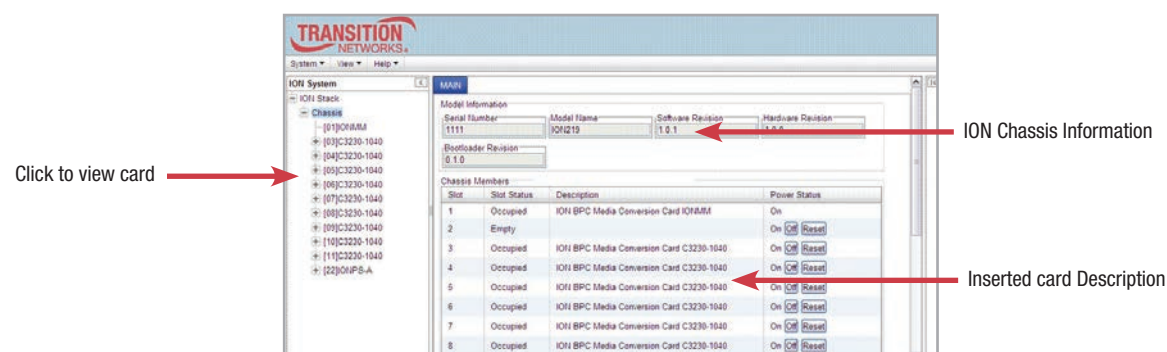 TRANSITION
NETWORKS®
System View Help
ION System
MAIN
ION Stack
Chassis
[01]IONMM
[03]C3230-1040
[04]C3230-1040
[05]C3230-1040
[06]C3230-1040
[07]C3230-1040
[08]C3230-1040
[09]C3230-1040
[10]C3230-1040
[11]C3230-1040
[22]IONPS-A
Click to view card
Model Information
Serial Number Model Name Software Revision Hardware Revision
1111 ION219 1.0.1
Bootloader Revision
0.1.0
ION Chassis Information
Chassis Members
Slot Slot Status Description Power Status
1 Occupied ION BPC Media Conversion Card IONMM On
2 Empty On Off Reset
3 Occupied ION BPC Media Conversion Card C3230-1040 On Off Reset
4 Occupied ION BPC Media Conversion Card C3230-1040 On Off Reset
5 Occupied ION BPC Media Conversion Card C3230-1040 On Off Reset
6 Occupied ION BPC Media Conversion Card C3230-1040 On Off Reset
7 Occupied ION BPC Media Conversion Card C3230-1040 On Off Reset
8 Occupied ION BPC Media Conversion Card C3230-1040 On Off Reset
Inserted card Description